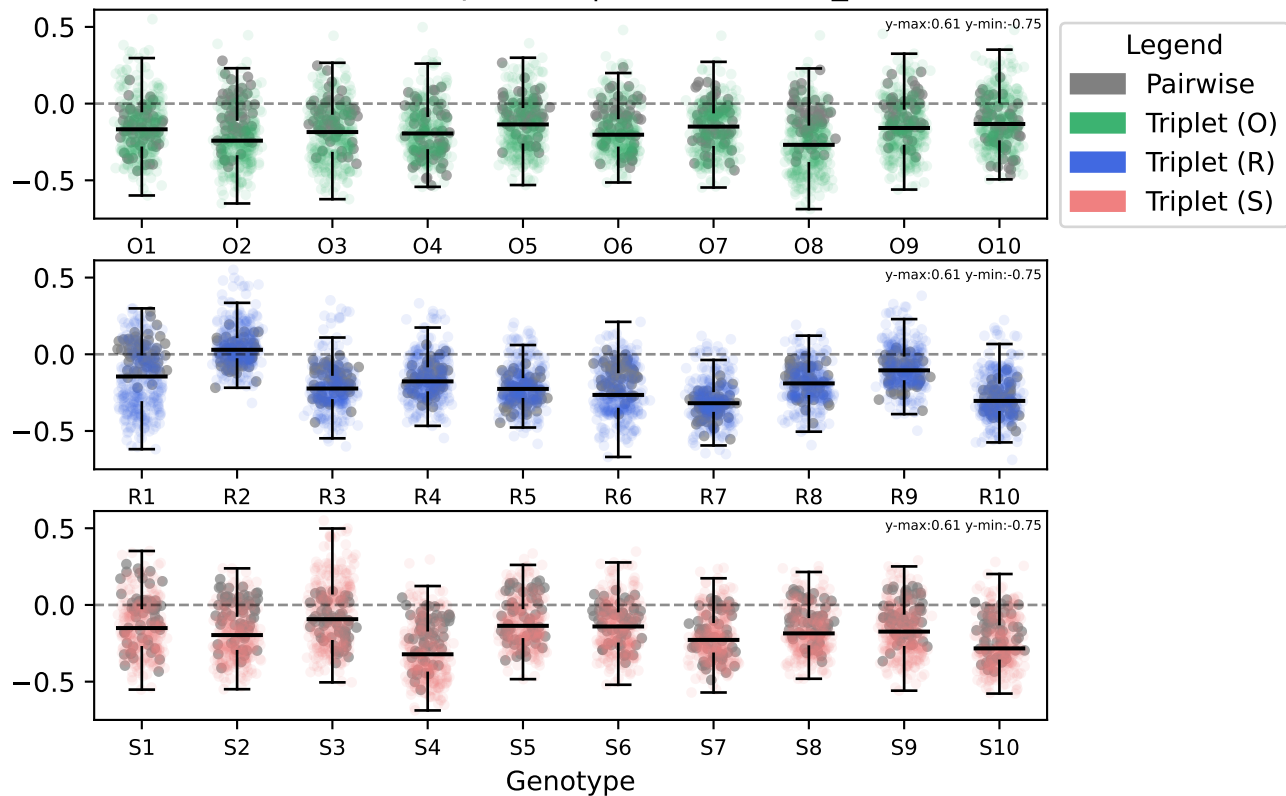 y-max:0.61 y-min:-0.75
0.5
0.0
−0.5
O1 O2 O3 O4 O5 O6 O7 O8 O9 O10
Legend
Pairwise
Triplet (O)
Triplet (R)
Triplet (S)
y-max:0.61 y-min:-0.75
0.5
0.0
−0.5
R1 R2 R3 R4 R5 R6 R7 R8 R9 R10
y-max:0.61 y-min:-0.75
0.5
0.0
−0.5
S1 S2 S3 S4 S5 S6 S7 S8 S9 S10
Genotype